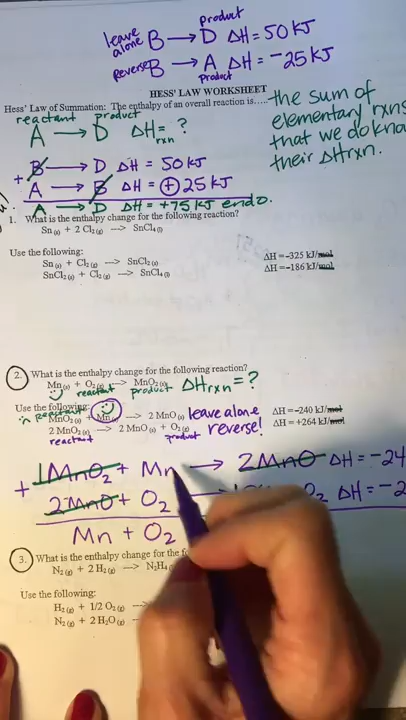 product
leave alone B → D ΔH = 50 KJ
reverse B → A ΔH = -25 KJ
product
HESS' LAW WORKSHEET
Hess' Law of Summation: The enthalpy of an overall reaction is..... the sum of elementary rxns that we do know their ΔHrxn.
reactant product
A → D ΔHrxn = ?
+ B → D ΔH = 50 KJ
A → B ΔH = + 25 KJ
A → D ΔH = +75 KJ endo.
1. What is the enthalpy change for the following reaction?
Sn(s) + 2 Cl2(g) --> SnCl4(l)
Use the following:
Sn(s) + Cl2(g) --> SnCl2(s) ΔH = -325 kJ/mol
SnCl2(s) + Cl2(g) --> SnCl4(l) ΔH = -186 kJ/mol
2. What is the enthalpy change for the following reaction?
Mn(s) + O2(g) → MnO2(s) ΔHrxn = ?
reactant product
Use the following:
in Reactant
MnO2(s) + Mn(s) --> 2 MnO(s) leave alone ΔH = -240 kJ/mol
2 MnO2(s) --> 2 MnO(s) + O2(g) reverse! ΔH = +264 kJ/mol
reactant product
1MnO2 + Mn → 2MnO ΔH = -24
+ 2MnO + O2 O2 ΔH = -2
Mn + O2
3. What is the enthalpy change for the
N2(g) + 2 H2(g) --> N2H4
Use the following:
H2(g) + 1/2 O2(g) --
N2(g) + 2 H2O(g) --